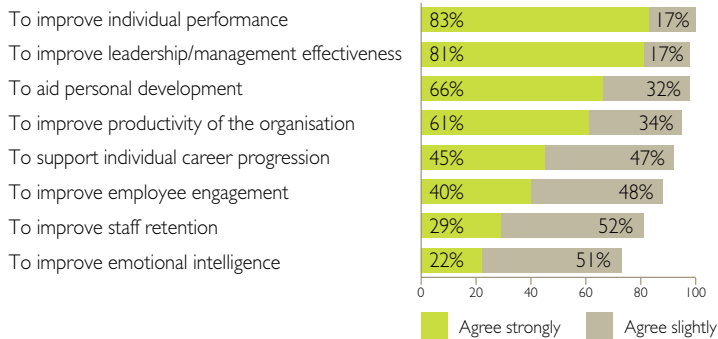 To improve individual performance 83% 17%
To improve leadership/management effectiveness 81% 17%
To aid personal development 66% 32%
To improve productivity of the organisation 61% 34%
To support individual career progression 45% 47%
To improve employee engagement 40% 48%
To improve staff retention 29% 52%
To improve emotional intelligence 22% 51%
0 20 40 60 80 100
Agree strongly Agree slightly